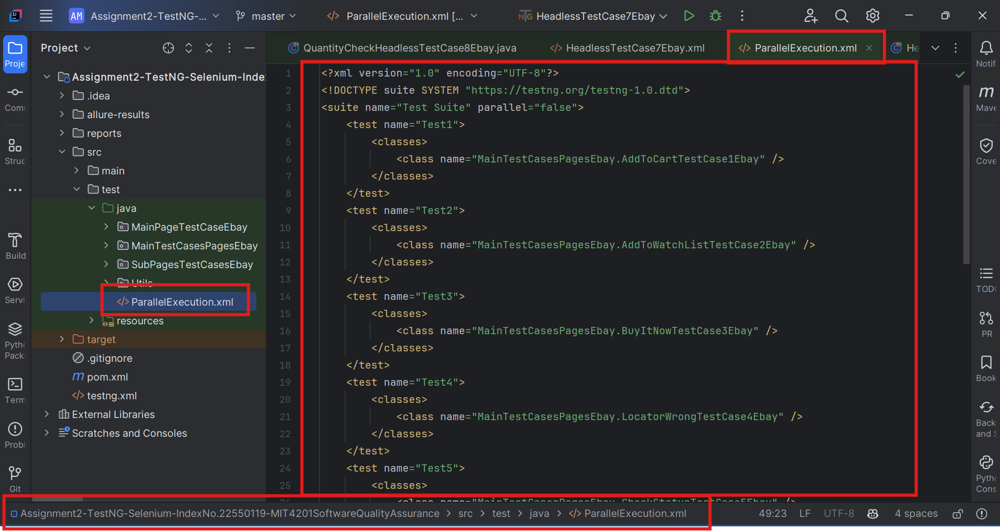 AM Assignment2-TestNG-... master </> ParallelExecution.xml [... HeadlessTestCase7Ebay
Project
QuantityCheckHeadlessTestCase8Ebay.java </> HeadlessTestCase7Ebay.xml </> ParallelExecution.xml He
Proje
Com
Struc
Build
Servi
Pytho
Pack
Term
Probl
Git
Assignment2-TestNG-Selenium-Inde
.idea
allure-results
reports
src
main
test
java
MainPageTestCaseEbay
MainTestCasesPagesEbay
SubPagesTestCasesEbay
Utils
</> ParallelExecution.xml
resources
target
.gitignore
m pom.xml
</> testng.xml
External Libraries
Scratches and Consoles
1 <?xml version="1.0" encoding="UTF-8"?>
2 <!DOCTYPE suite SYSTEM "https://testng.org/testng-1.0.dtd">
3 <suite name="Test Suite" parallel="false">
4 <test name="Test1">
5 <classes>
6 <class name="MainTestCasesPagesEbay.AddToCartTestCase1Ebay" />
7 </classes>
8 </test>
9 <test name="Test2">
10 <classes>
11 <class name="MainTestCasesPagesEbay.AddToWatchListTestCase2Ebay" />
12 </classes>
13 </test>
14 <test name="Test3">
15 <classes>
16 <class name="MainTestCasesPagesEbay.BuyItNowTestCase3Ebay" />
17 </classes>
18 </test>
19 <test name="Test4">
20 <classes>
21 <class name="MainTestCasesPagesEbay.LocatorWrongTestCase4Ebay" />
22 </classes>
23 </test>
24 <test name="Test5">
25 <classes>
26 <class name="MainTestCasesPagesEbay.CheckStatusTestCase5Ebay" />
Notifi
m
Mave
Cove
TODO
PR
Book
Back
and S
Pytho
Cons
Assignment2-TestNG-Selenium-IndexNo.22550119-MIT4201SoftwareQualityAssurance > src > test > java > </> ParallelExecution.xml
49:23 LF UTF-8 4 spaces